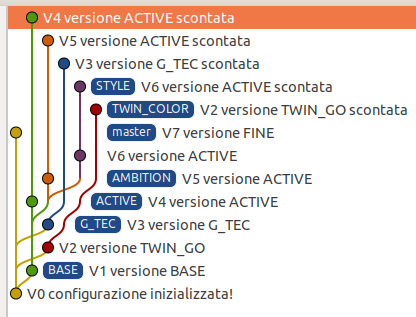 V4 versione ACTIVE scontata
V5 versione ACTIVE scontata
V3 versione G_TEC scontata
STYLE V6 versione ACTIVE scontata
TWIN_COLOR V2 versione TWIN_GO scontata
master V7 versione FINE
V6 versione ACTIVE
AMBITION V5 versione ACTIVE
ACTIVE V4 versione ACTIVE
G_TEC V3 versione G_TEC
V2 versione TWIN_GO
BASE V1 versione BASE
V0 configurazione inizializzata!